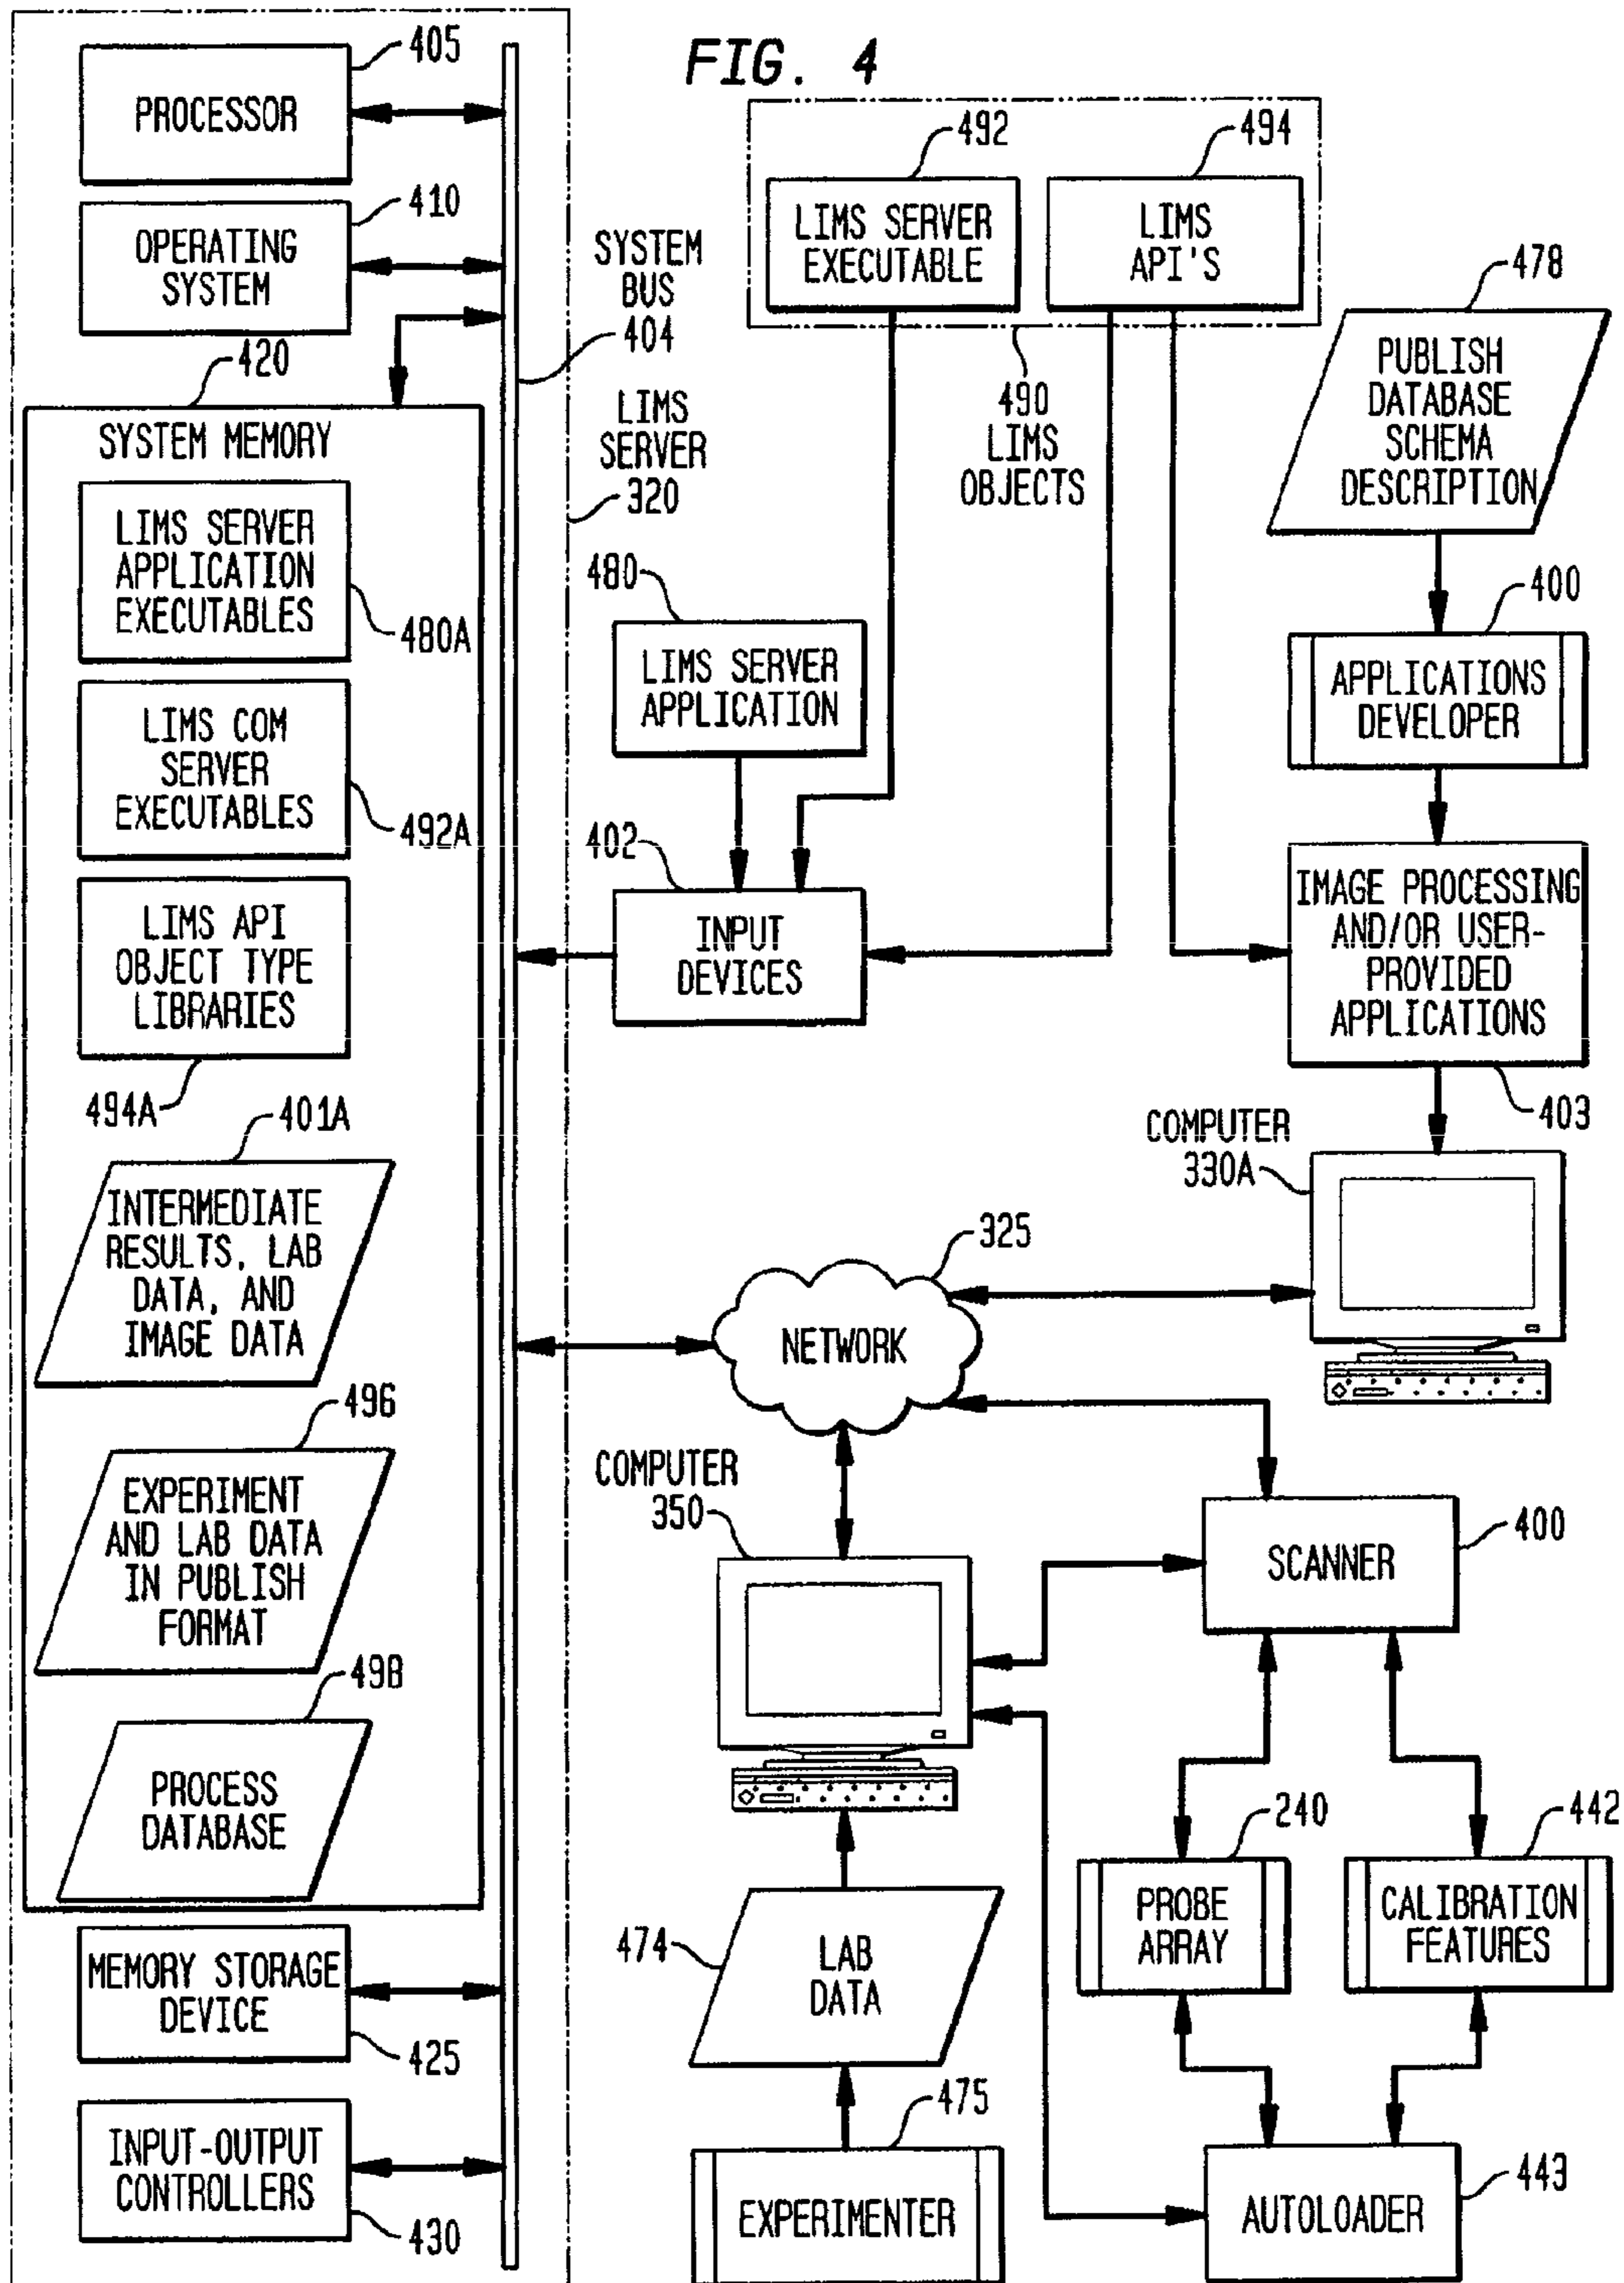 FIG. 4
405
PROCESSOR
410
OPERATING
SYSTEM
SYSTEM
BUS
404
LIMS
SERVER
320
420
SYSTEM MEMORY
LIMS SERVER
APPLICATION
EXECUTABLES
480A
LIMS COM
SERVER
EXECUTABLES
492A
LIMS API
OBJECT TYPE
LIBRARIES
494A
401A
INTERMEDIATE
RESULTS, LAB
DATA, AND
IMAGE DATA
496
EXPERIMENT
AND LAB DATA
IN PUBLISH
FORMAT
498
PROCESS
DATABASE
MEMORY STORAGE
DEVICE
425
INPUT-OUTPUT
CONTROLLERS
430
492
LIMS SERVER
EXECUTABLE
494
LIMS
API'S
490
LIMS
OBJECTS
478
PUBLISH
DATABASE
SCHEMA
DESCRIPTION
400
APPLICATIONS
DEVELOPER
480
LIMS SERVER
APPLICATION
402
INPUT
DEVICES
IMAGE PROCESSING
AND/OR USER-
PROVIDED
APPLICATIONS
403
COMPUTER
330A
325
NETWORK
COMPUTER
350
SCANNER
400
240
PROBE
ARRAY
442
CALIBRATION
FEATURES
474
LAB
DATA
475
EXPERIMENTER
AUTOLOADER
443